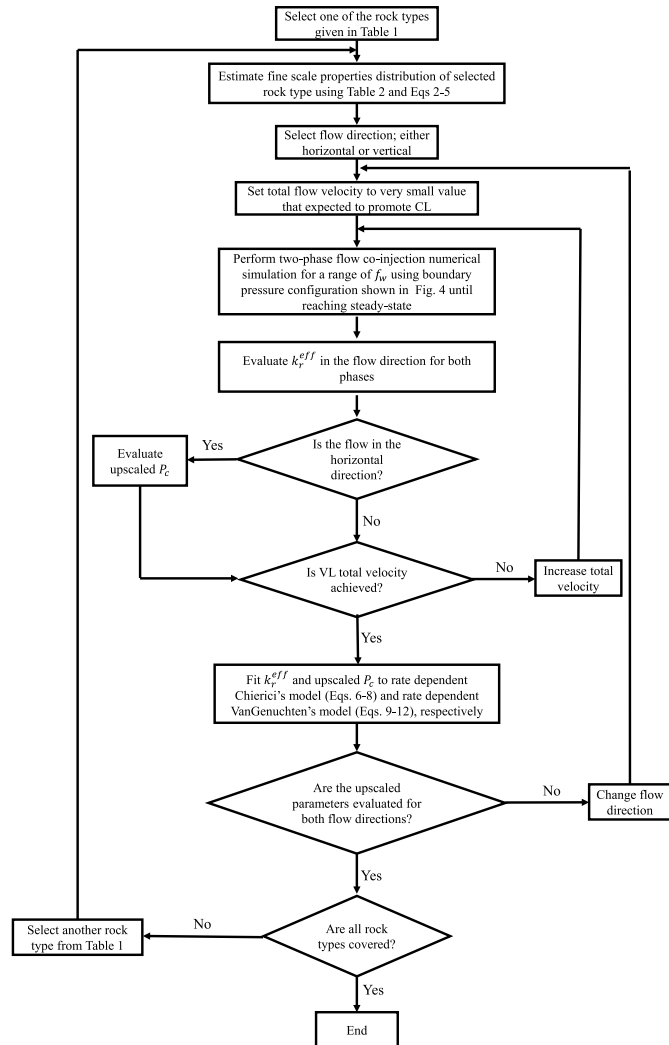 Select one of the rock types
given in Table 1
Estimate fine scale properties distribution of selected
rock type using Table 2 and Eqs 2-5
Select flow direction; either
horizontal or vertical
Set total flow velocity to very small value
that expected to promote CL
Perform two-phase flow co-injection numerical
simulation for a range of f_w using boundary
pressure configuration shown in Fig. 4 until
reaching steady-state
Evaluate k_r^{eff} in the flow direction for both
phases
Is the flow in the
horizontal
direction?
Yes
Evaluate
upscaled P_c
No
Is VL total velocity
achieved?
No
Increase total
velocity
Yes
Fit k_r^{eff} and upscaled P_c to rate dependent
Chierici's model (Eqs. 6-8) and rate dependent
VanGenuchten's model (Eqs. 9-12), respectively
Are the upscaled
parameters evaluated for
both flow directions?
No
Change flow
direction
Yes
Are all rock
types covered?
No
Select another rock
type from Table 1
Yes
End